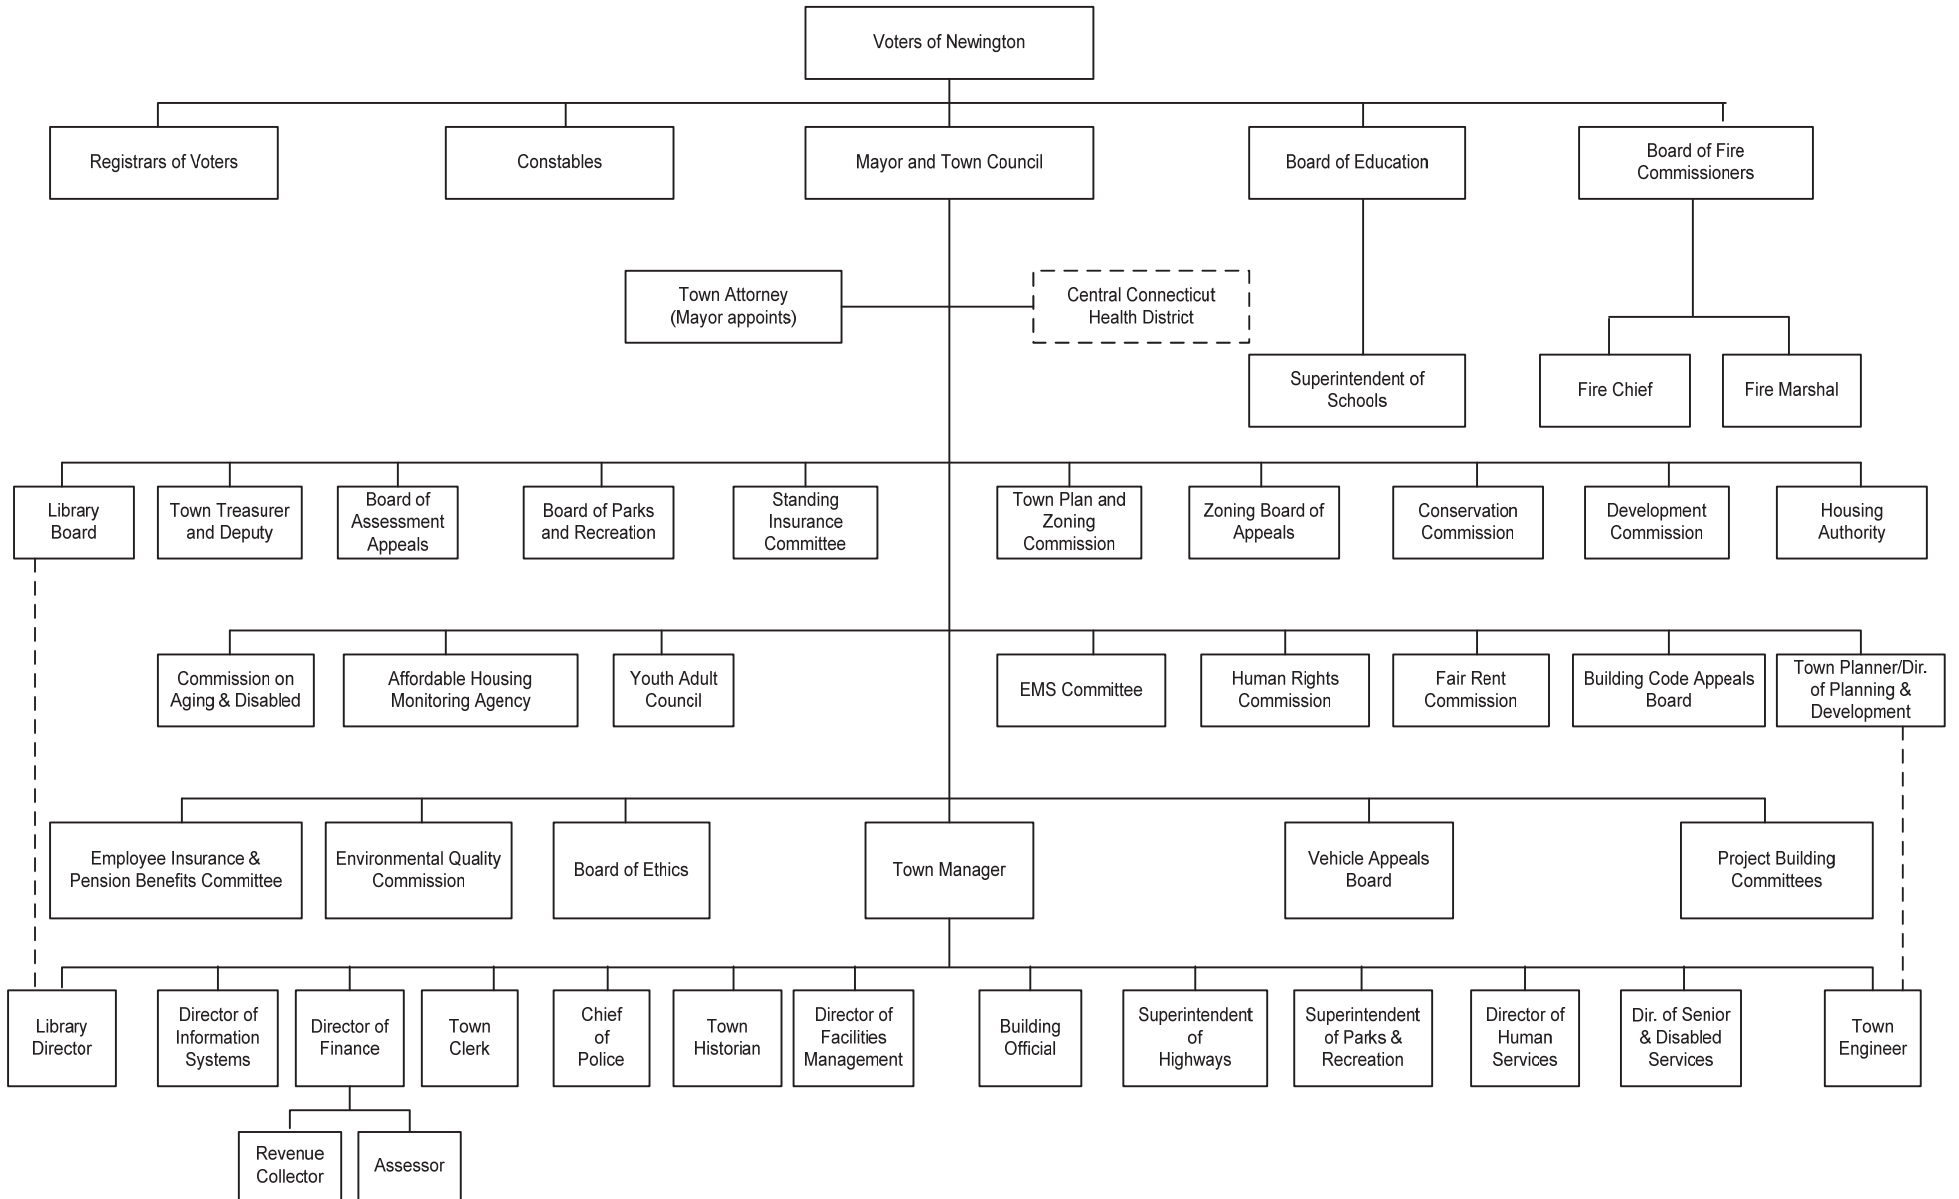 Voters of Newington
Registrars of Voters
Constables
Mayor and Town Council
Board of Education
Board of Fire
Commissioners
Town Attorney
(Mayor appoints)
Central Connecticut
Health District
Superintendent of
Schools
Fire Chief
Fire Marshal
Library
Board
Town Treasurer
and Deputy
Board of
Assessment
Appeals
Board of Parks
and Recreation
Standing
Insurance
Committee
Town Plan and
Zoning
Commission
Zoning Board of
Appeals
Conservation
Commission
Development
Commission
Housing
Authority
Commission on
Aging & Disabled
Affordable Housing
Monitoring Agency
Youth Adult
Council
EMS Committee
Human Rights
Commission
Fair Rent
Commission
Building Code Appeals
Board
Town Planner/Dir.
of Planning &
Development
Employee Insurance &
Pension Benefits Committee
Environmental Quality
Commission
Board of Ethics
Town Manager
Vehicle Appeals
Board
Project Building
Committees
Library
Director
Director of
Information
Systems
Director of
Finance
Town
Clerk
Chief
of
Police
Town
Historian
Director of
Facilities
Management
Building
Official
Superintendent
of
Highways
Superintendent
of Parks &
Recreation
Director of
Human
Services
Dir. of Senior
& Disabled
Services
Town
Engineer
Revenue
Collector
Assessor